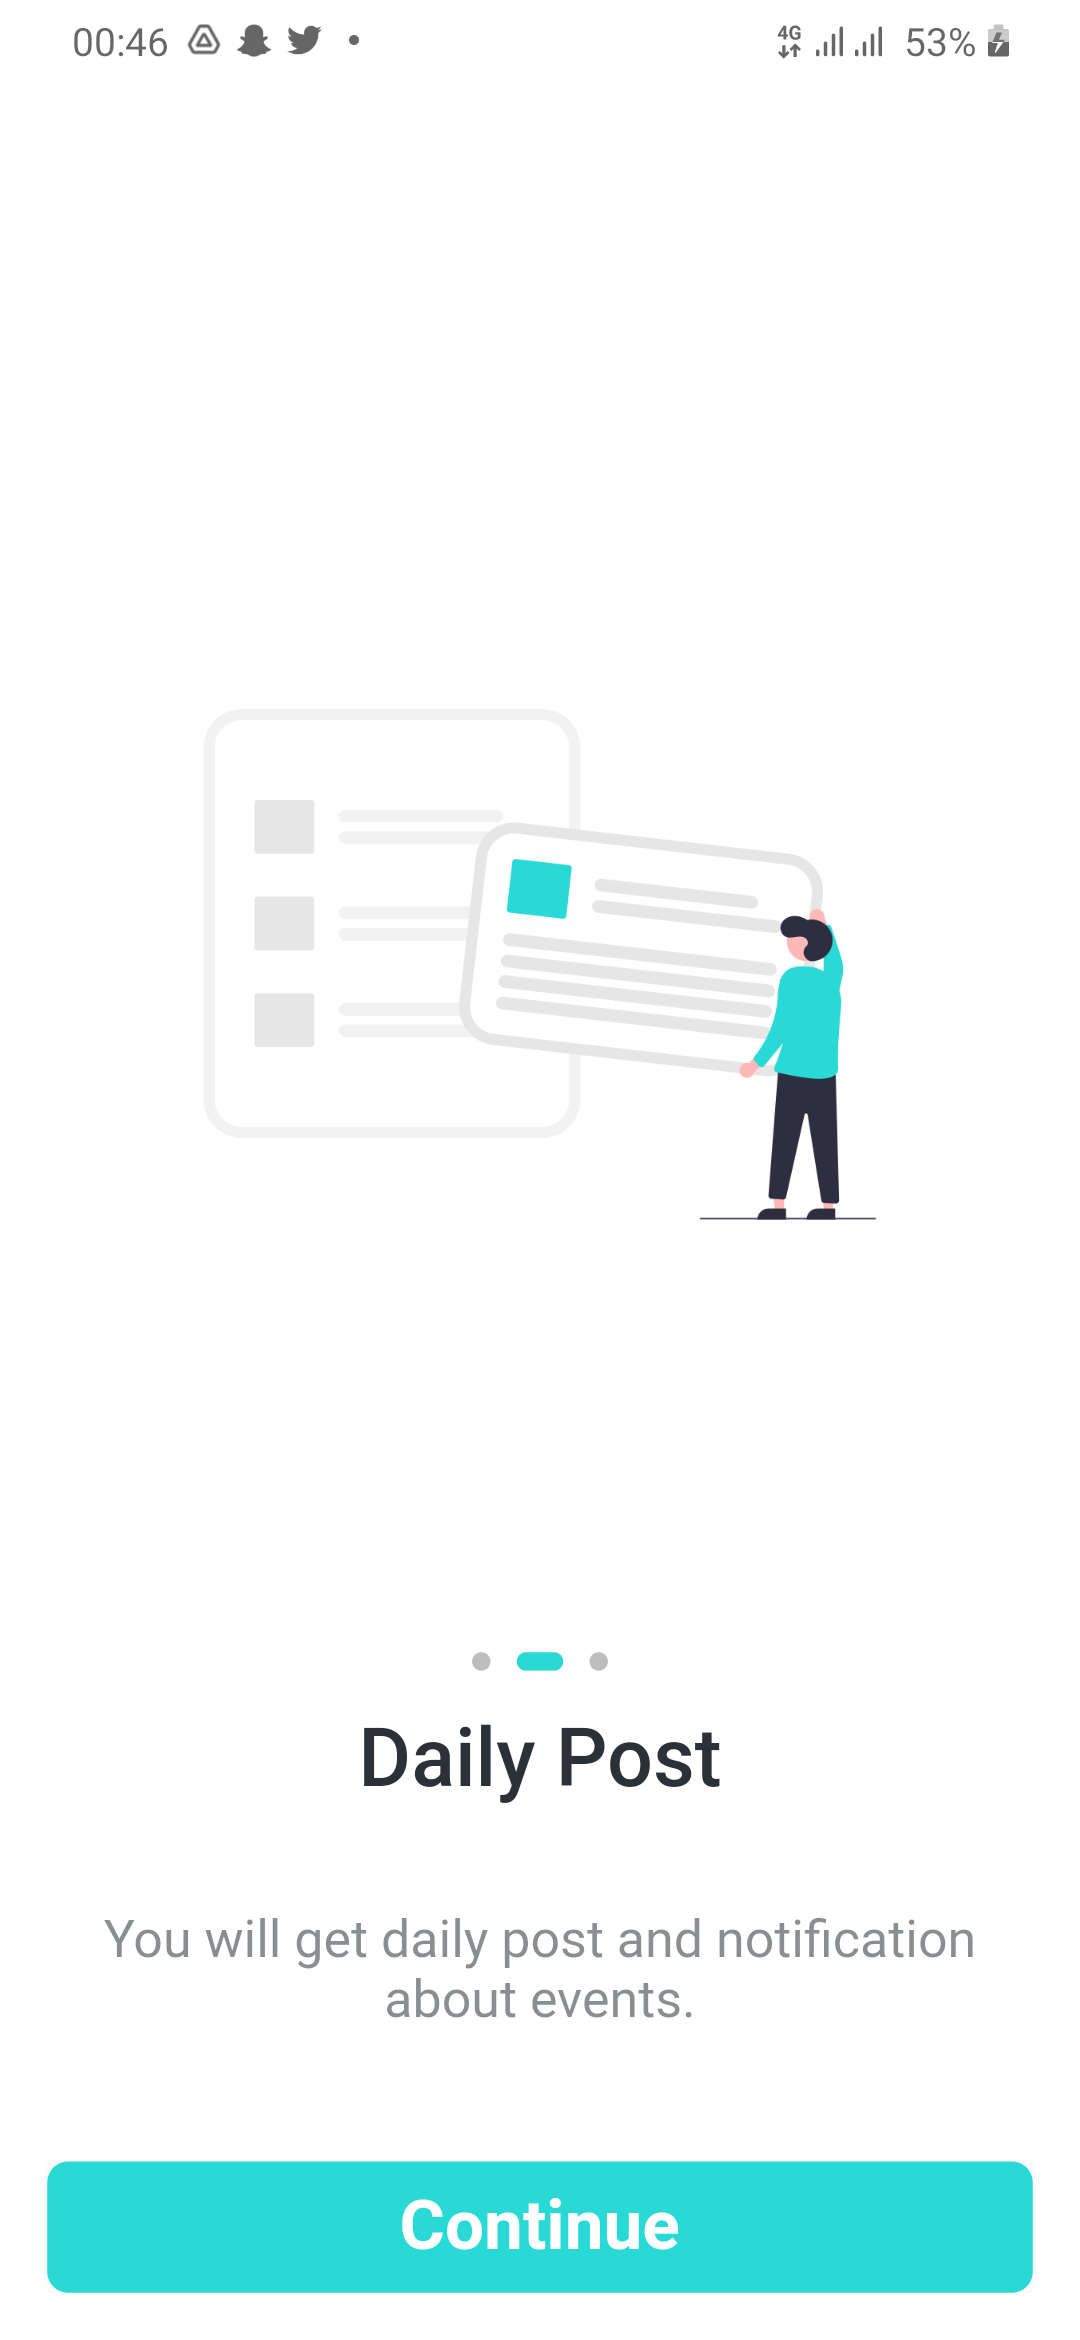 00:46
4G 53%
Daily Post
You will get daily post and notification
about events.
Continue